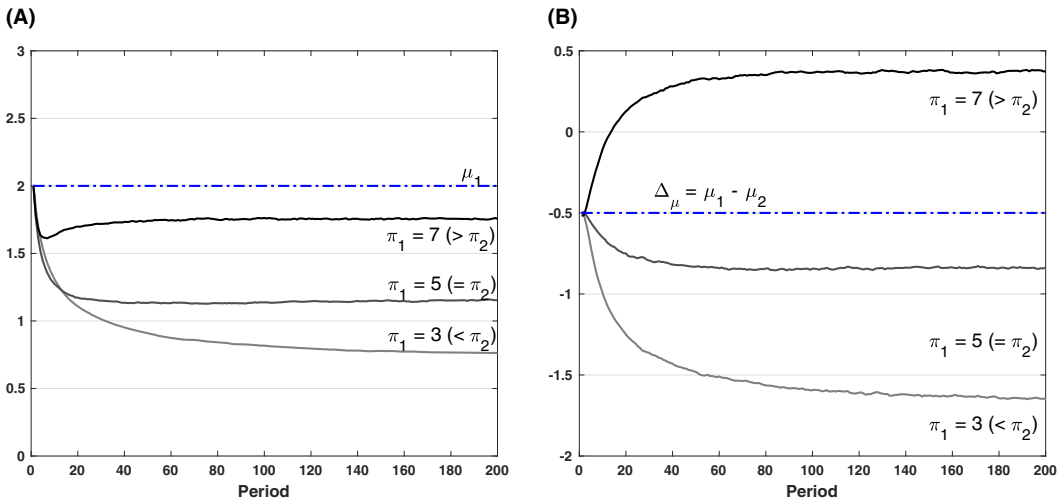 (A)
3
2.5
2
1.5
1
0.5
0
0 20 40 60 80 100 120 140 160 180 200
Period
μ1
π1 = 7 (> π2)
π1 = 5 (= π2)
π1 = 3 (< π2)
(B)
0.5
0
-0.5
-1
-1.5
-2
0 20 40 60 80 100 120 140 160 180 200
Period
π1 = 7 (> π2)
Δμ = μ1 - μ2
π1 = 5 (= π2)
π1 = 3 (< π2)